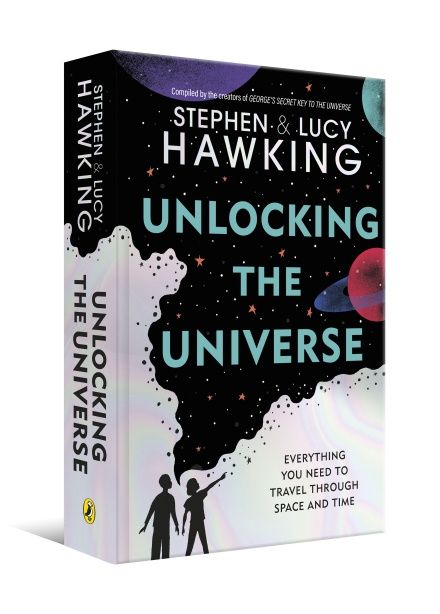 STEPHEN & LUCY
HAWKING
UNLOCKING
THE UNIVERSE
Compiled by the creators of GEORGE'S SECRET KEY TO THE UNIVERSE
STEPHEN & LUCY
HAWKING
UNLOCKING
THE
UNIVERSE
EVERYTHING
YOU NEED TO
TRAVEL THROUGH
SPACE AND TIME